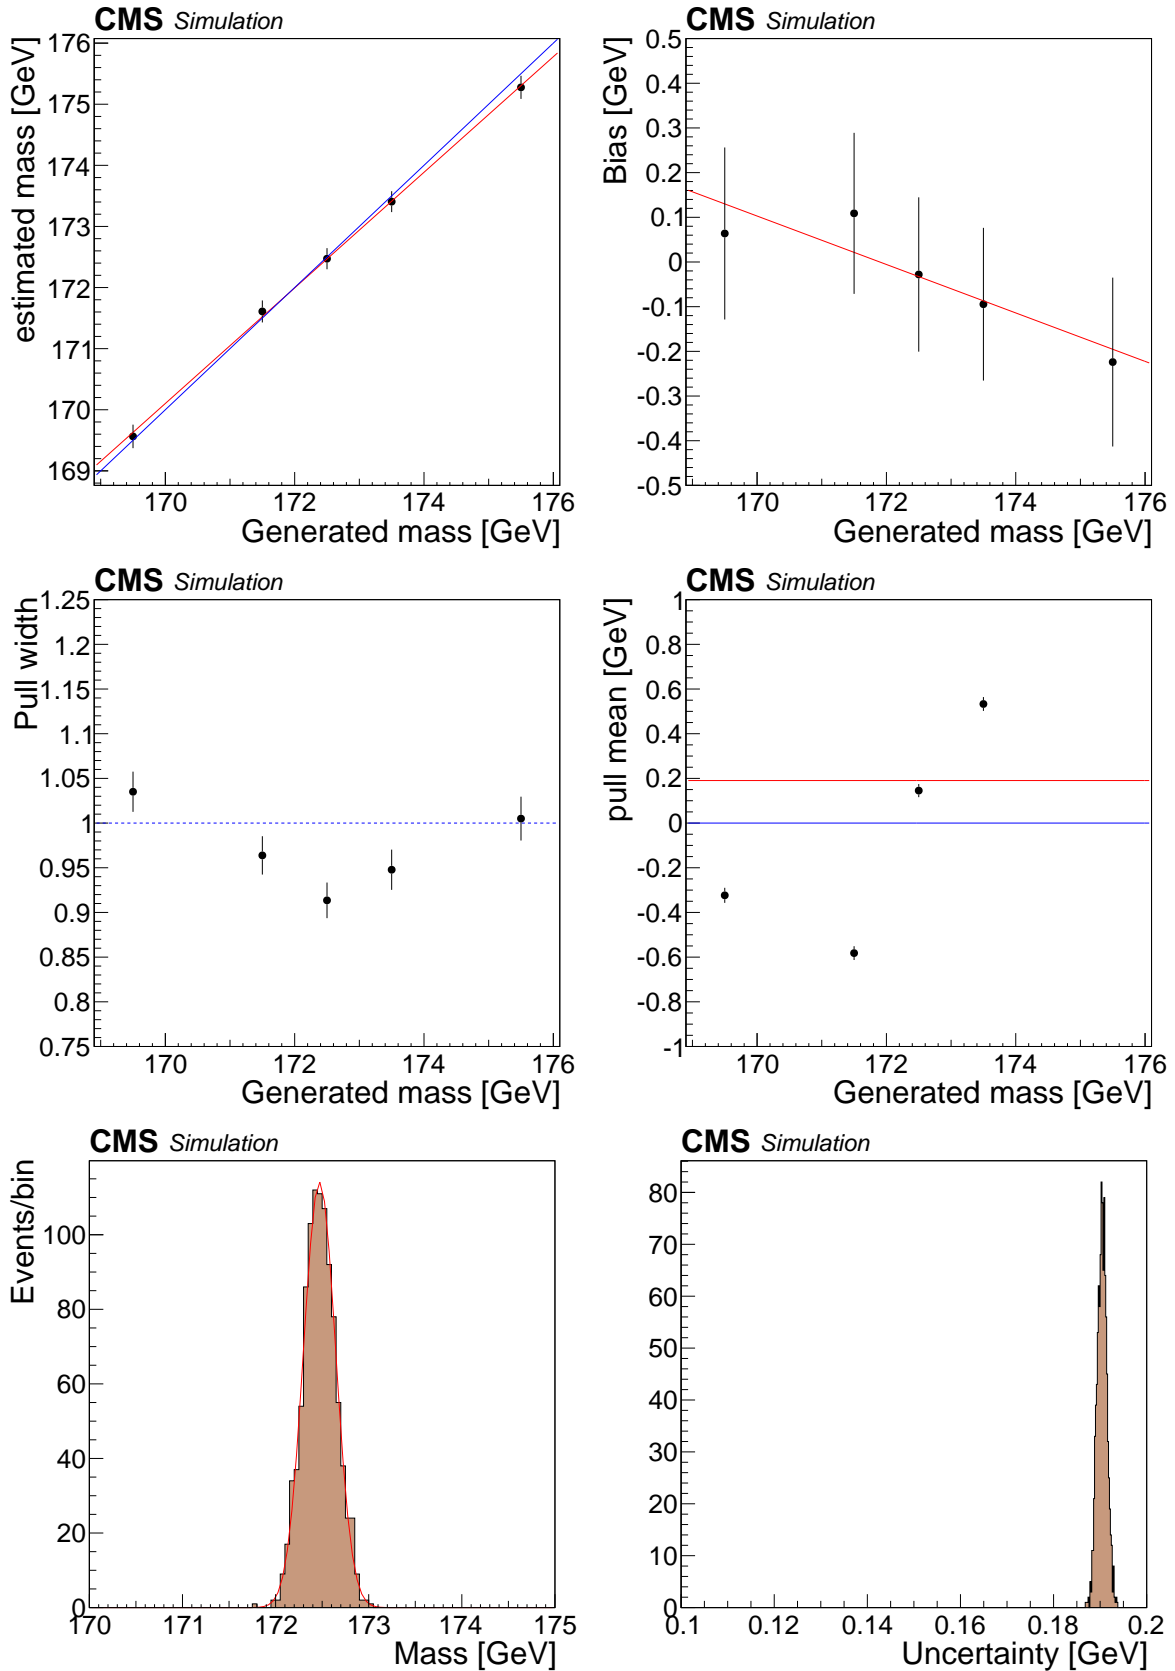 CMS Simulation
estimated mass [GeV]
176
175
174
173
172
171
170
169
170 172 174 176
Generated mass [GeV]
CMS Simulation
Bias [GeV]
0.5
0.4
0.3
0.2
0.1
0
-0.1
-0.2
-0.3
-0.4
-0.5
170 172 174 176
Generated mass [GeV]
CMS Simulation
Pull width
1.25
1.2
1.15
1.1
1.05
1
0.95
0.9
0.85
0.8
0.75
170 172 174 176
Generated mass [GeV]
CMS Simulation
pull mean [GeV]
1
0.8
0.6
0.4
0.2
0
-0.2
-0.4
-0.6
-0.8
-1
170 172 174 176
Generated mass [GeV]
CMS Simulation
Events/bin
100
80
60
40
20
0
170 171 172 173 174 175
Mass [GeV]
CMS Simulation
80
70
60
50
40
30
20
10
0
0.1 0.12 0.14 0.16 0.18 0.2
Uncertainty [GeV]